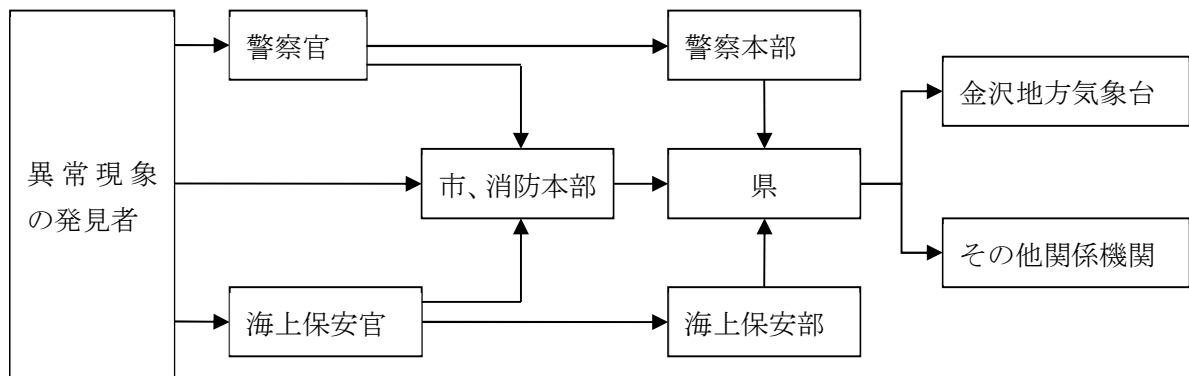 警察官
警察本部
金沢地方気象台
異常現象
の発見者
市、消防本部
県
その他関係機関
海上保安官
海上保安部